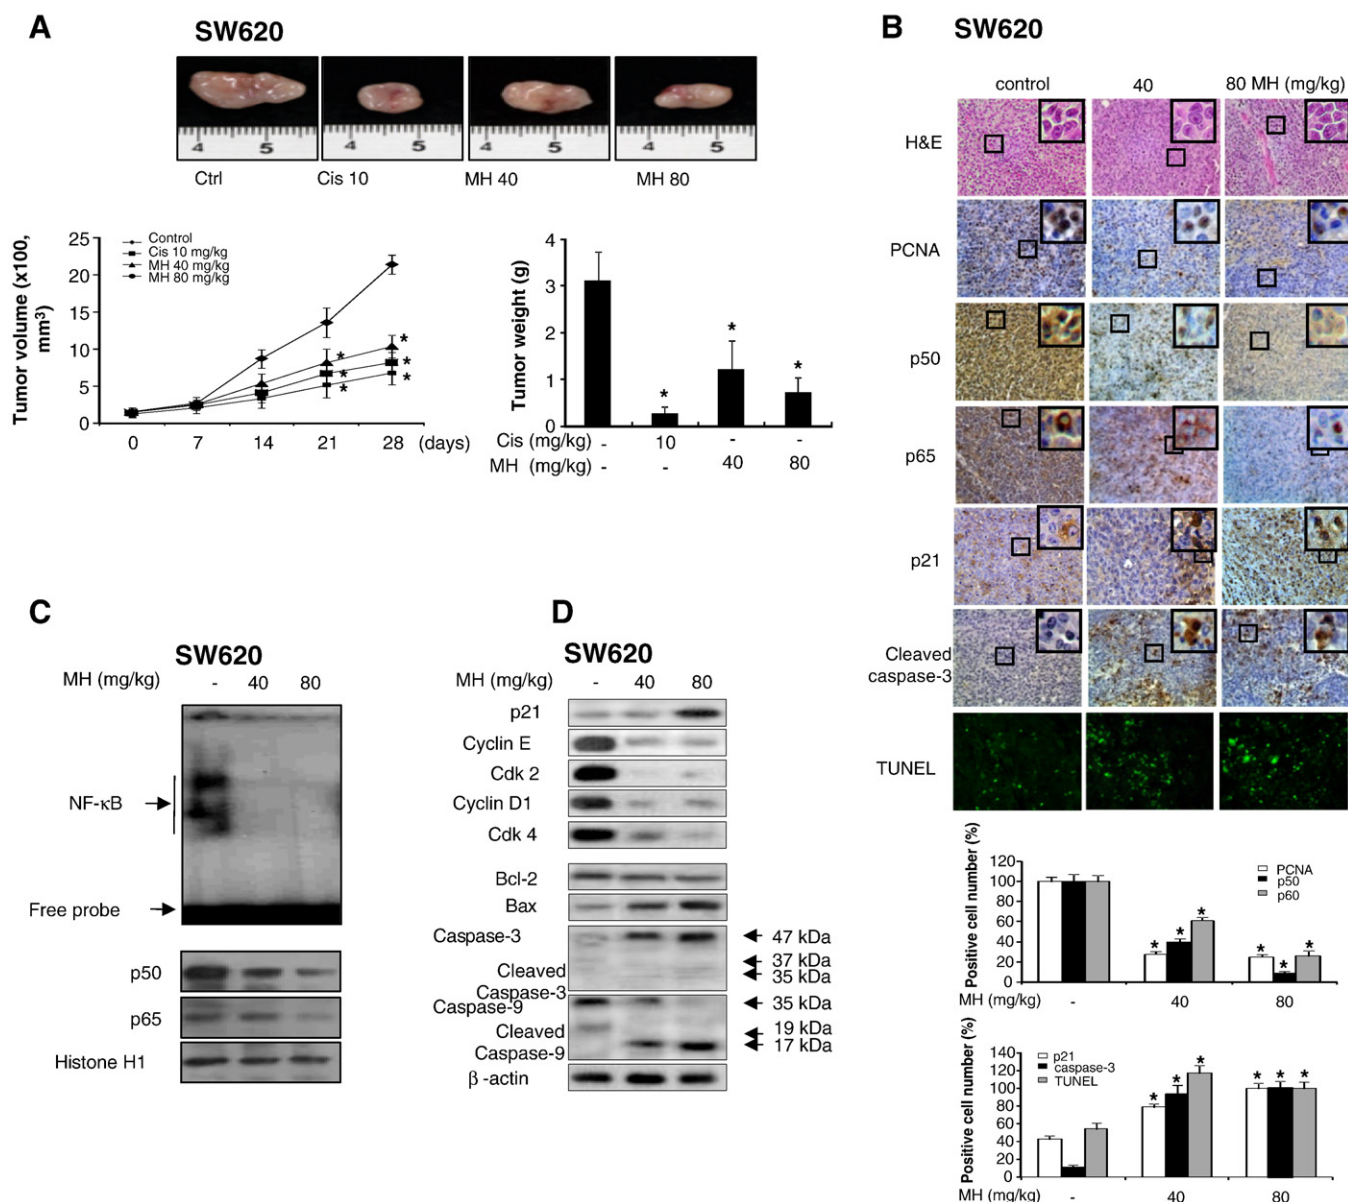 A
SW620
4 5 4 5 4 5 4 5
Ctrl Cis 10 MH 40 MH 80
Tumor volume (x100,
mm³)
25
20
15
10
5
0
Control
Cis 10 mg/kg
MH 40 mg/kg
MH 80 mg/kg
* * * * * *
0 7 14 21 28 (days)
Tumor weight (g)
4
3
2
1
0
* * *
Cis (mg/kg) - 10 - -
MH (mg/kg) - - 40 80
B
SW620
control 40 80 MH (mg/kg)
H&E
PCNA
p50
p65
p21
Cleaved
caspase-3
TUNEL
Positive cell number (%)
120
100
80
60
40
20
0
PCNA
p50
p60
* * * * * *
MH (mg/kg) - 40 80
Positive cell number (%)
140
120
100
80
60
40
20
0
p21
caspase-3
TUNEL
* * * * * *
MH (mg/kg) - 40 80
C
SW620
MH (mg/kg) - 40 80
NF-κB
Free probe
p50
p65
Histone H1
D
SW620
MH (mg/kg) - 40 80
p21
Cyclin E
Cdk 2
Cyclin D1
Cdk 4
Bcl-2
Bax
Caspase-3 47 kDa
37 kDa
Cleaved 35 kDa
Caspase-3
Caspase-9 35 kDa
Cleaved 19 kDa
Caspase-9 17 kDa
β-actin